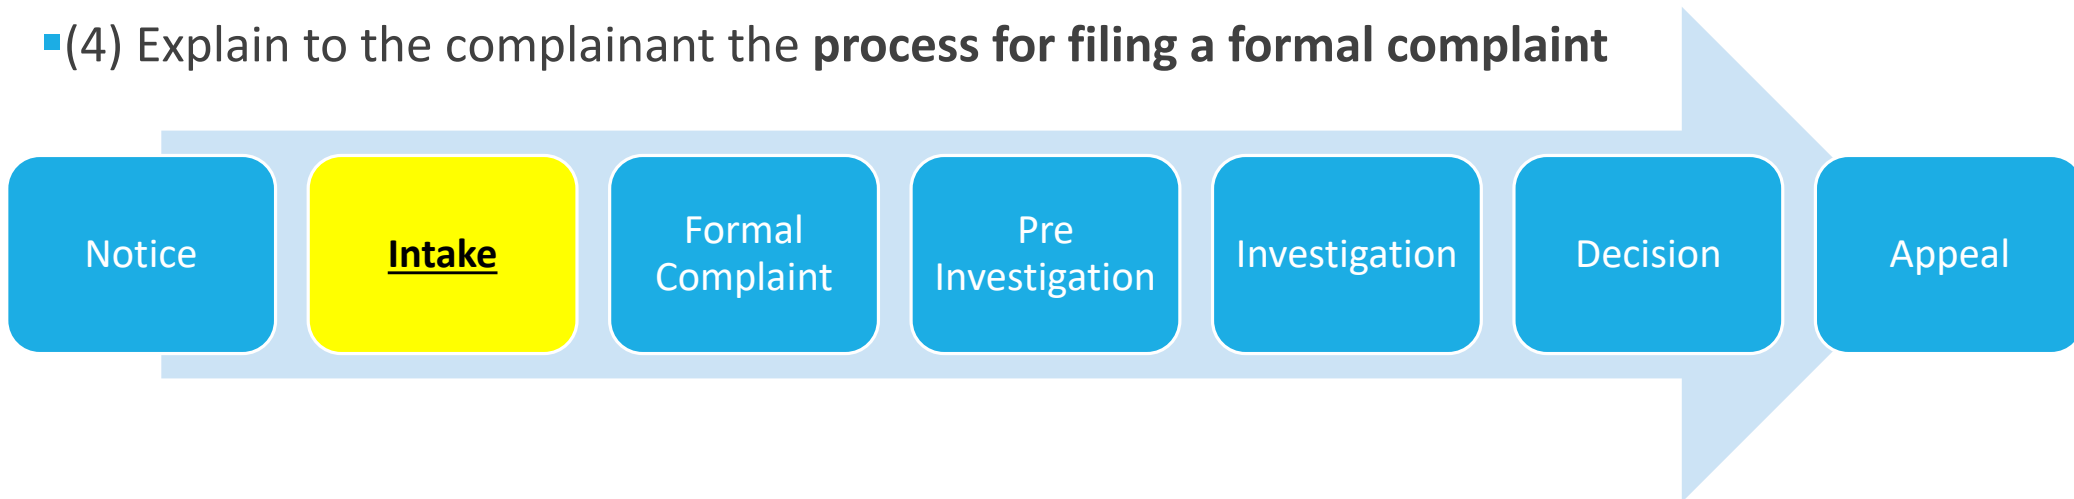 ▪(4) Explain to the complainant the process for filing a formal complaint
Notice
Intake
Formal
Complaint
Pre
Investigation
Investigation
Decision
Appeal